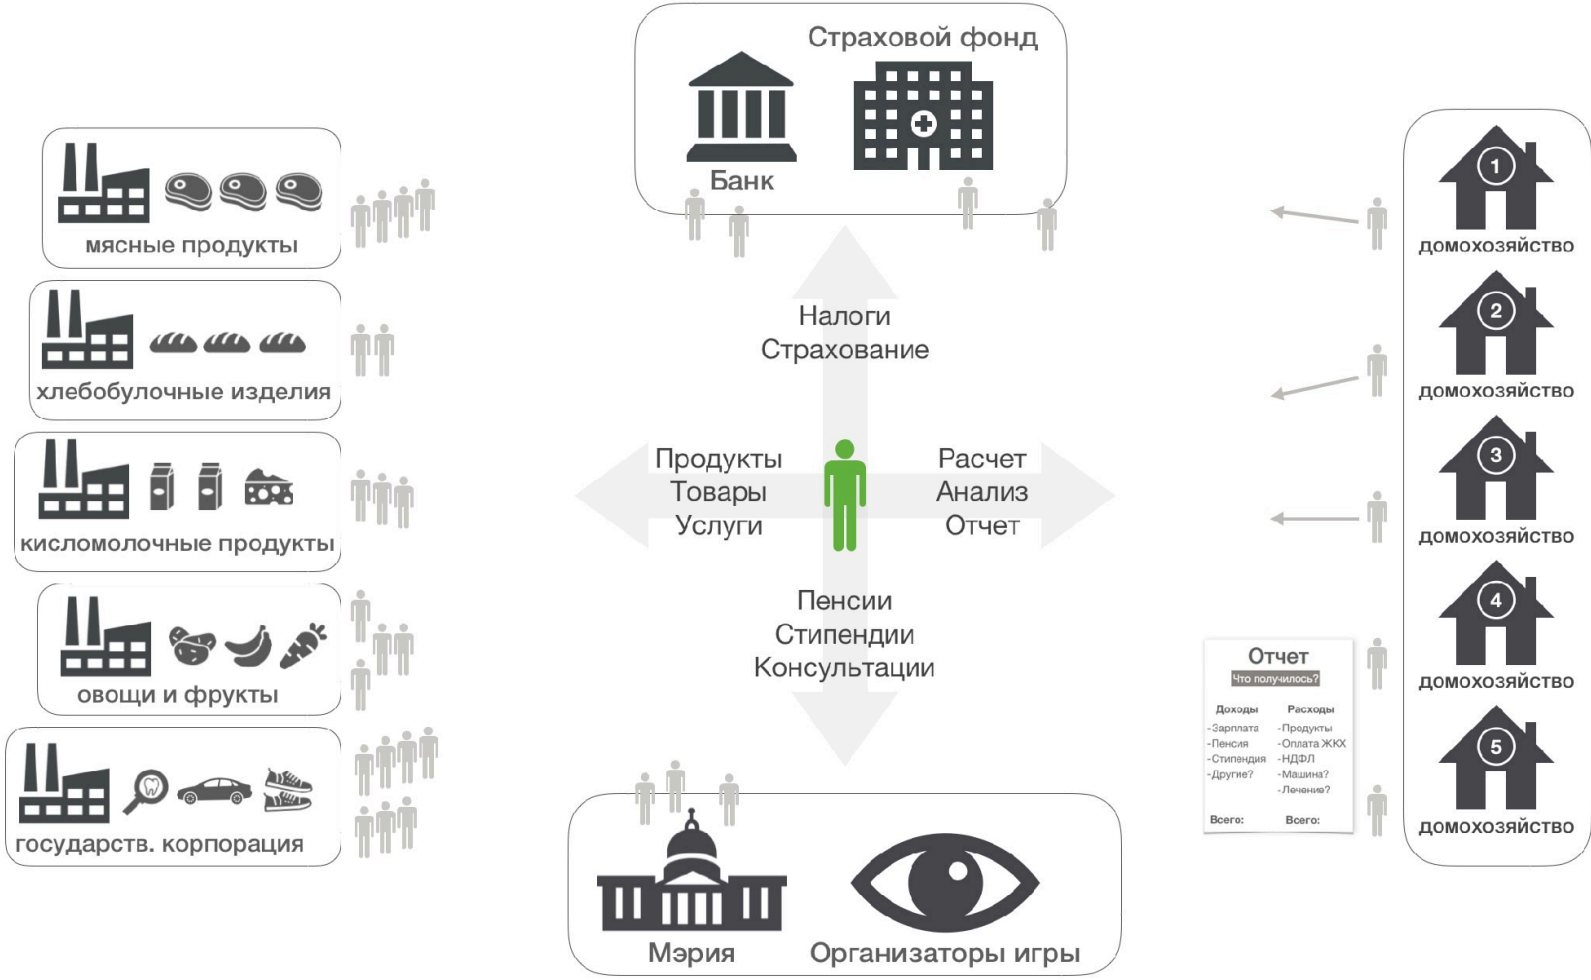 Страховой фонд
Банк
мясные продукты
хлебобулочные изделия
кисломолочные продукты
овощи и фрукты
государств. корпорация
Налоги
Страхование
Продукты
Товары
Услуги
Расчет
Анализ
Отчет
Пенсии
Стипендии
Консультации
Мэрия
Организаторы игры
1
домохозяйство
2
домохозяйство
3
домохозяйство
4
домохозяйство
5
домохозяйство
Отчет
Что получилось?
Доходы Расходы
-Зарплата -Продукты
-Пенсия -Оплата ЖКХ
-Стипендия -НДФЛ
-Другие? -Машина?
-Лечение?
Всего: Всего: